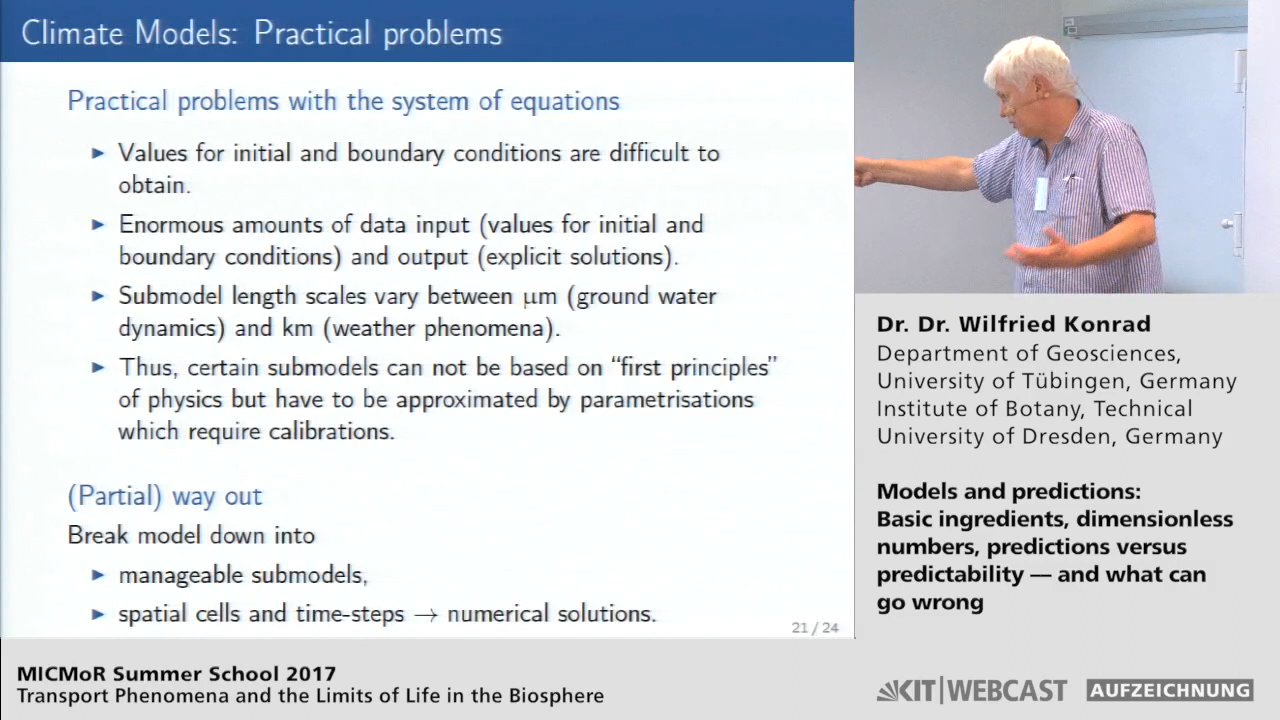 Climate Models: Practical problems
Practical problems with the system of equations
Values for initial and boundary conditions are difficult to
obtain.
Enormous amounts of data input (values for initial and
boundary conditions) and output (explicit solutions).
Submodel length scales vary between μm (ground water
dynamics) and km (weather phenomena).
Thus, certain submodels can not be based on “first principles”
of physics but have to be approximated by parametrisations
which require calibrations.
(Partial) way out
Break model down into
manageable submodels,
spatial cells and time-steps → numerical solutions.
21 / 24
Dr. Dr. Wilfried Konrad
Department of Geosciences,
University of Tübingen, Germany
Institute of Botany, Technical
University of Dresden, Germany
Models and predictions:
Basic ingredients, dimensionless
numbers, predictions versus
predictability — and what can
go wrong
MICMoR Summer School 2017
Transport Phenomena and the Limits of Life in the Biosphere
KIT|WEBCAST AUFZEICHNUNG